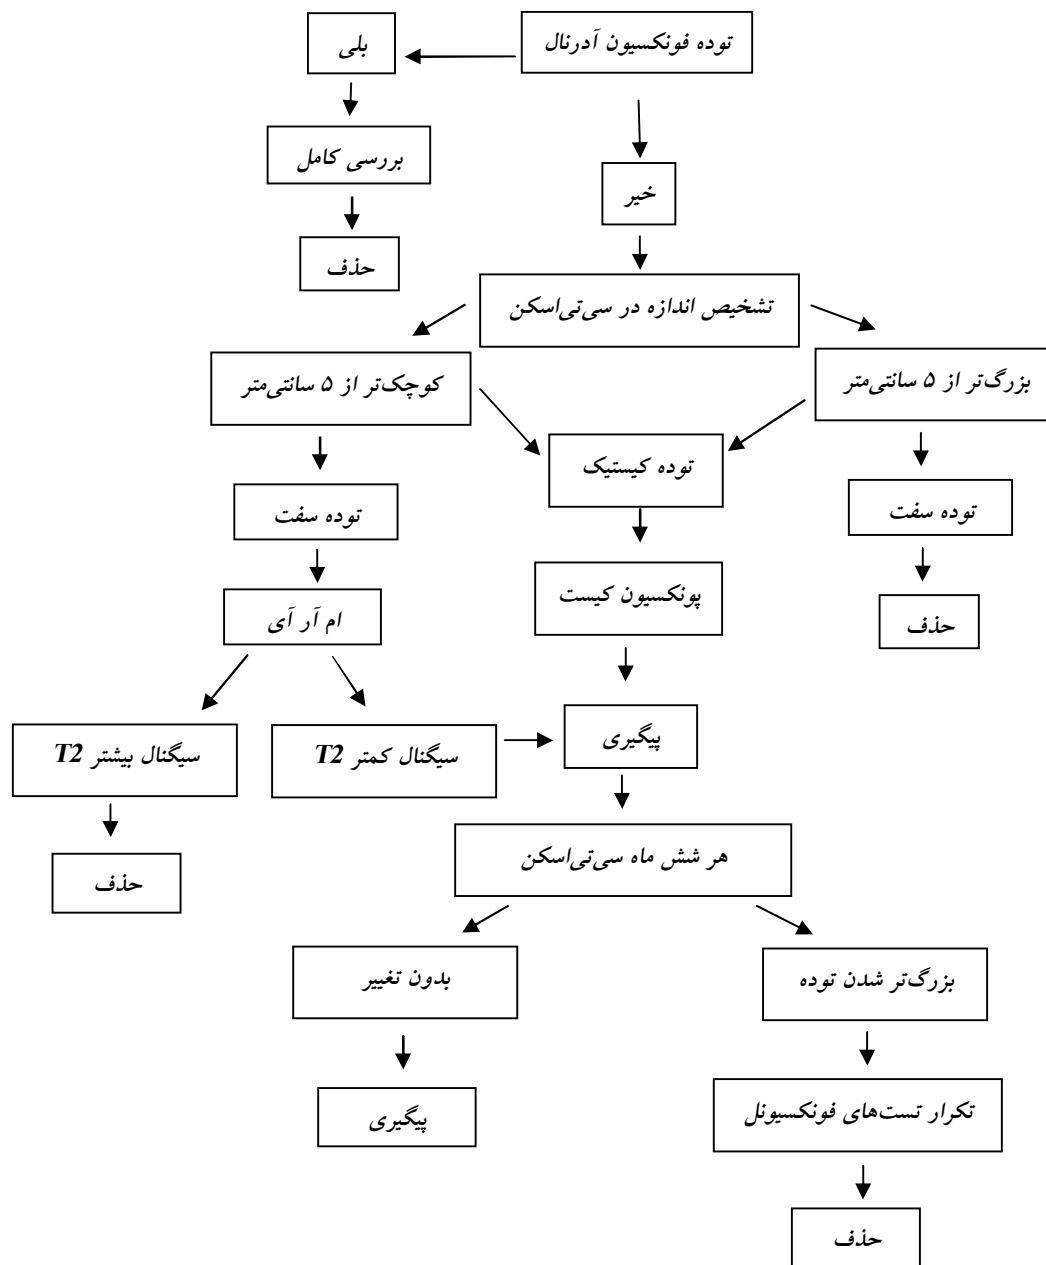 توده فونکسیون آدرنال
بلی
بررسی کامل
خیر
حذف
تشخیص اندازه در سی‌تی‌اسکن
بزرگ‌تر از ۵ سانتی‌متر
کوچک‌تر از ۵ سانتی‌متر
توده کیستیک
توده سفت
توده سفت
پونکسیون کیست
ام آر آی
حذف
پیگیری
سیگنال کمتر T2
سیگنال بیشتر T2
هر شش ماه سی‌تی‌اسکن
حذف
بزرگ‌تر شدن توده
بدون تغییر
تکرار تست‌های فونکسیونل
پیگیری
حذف